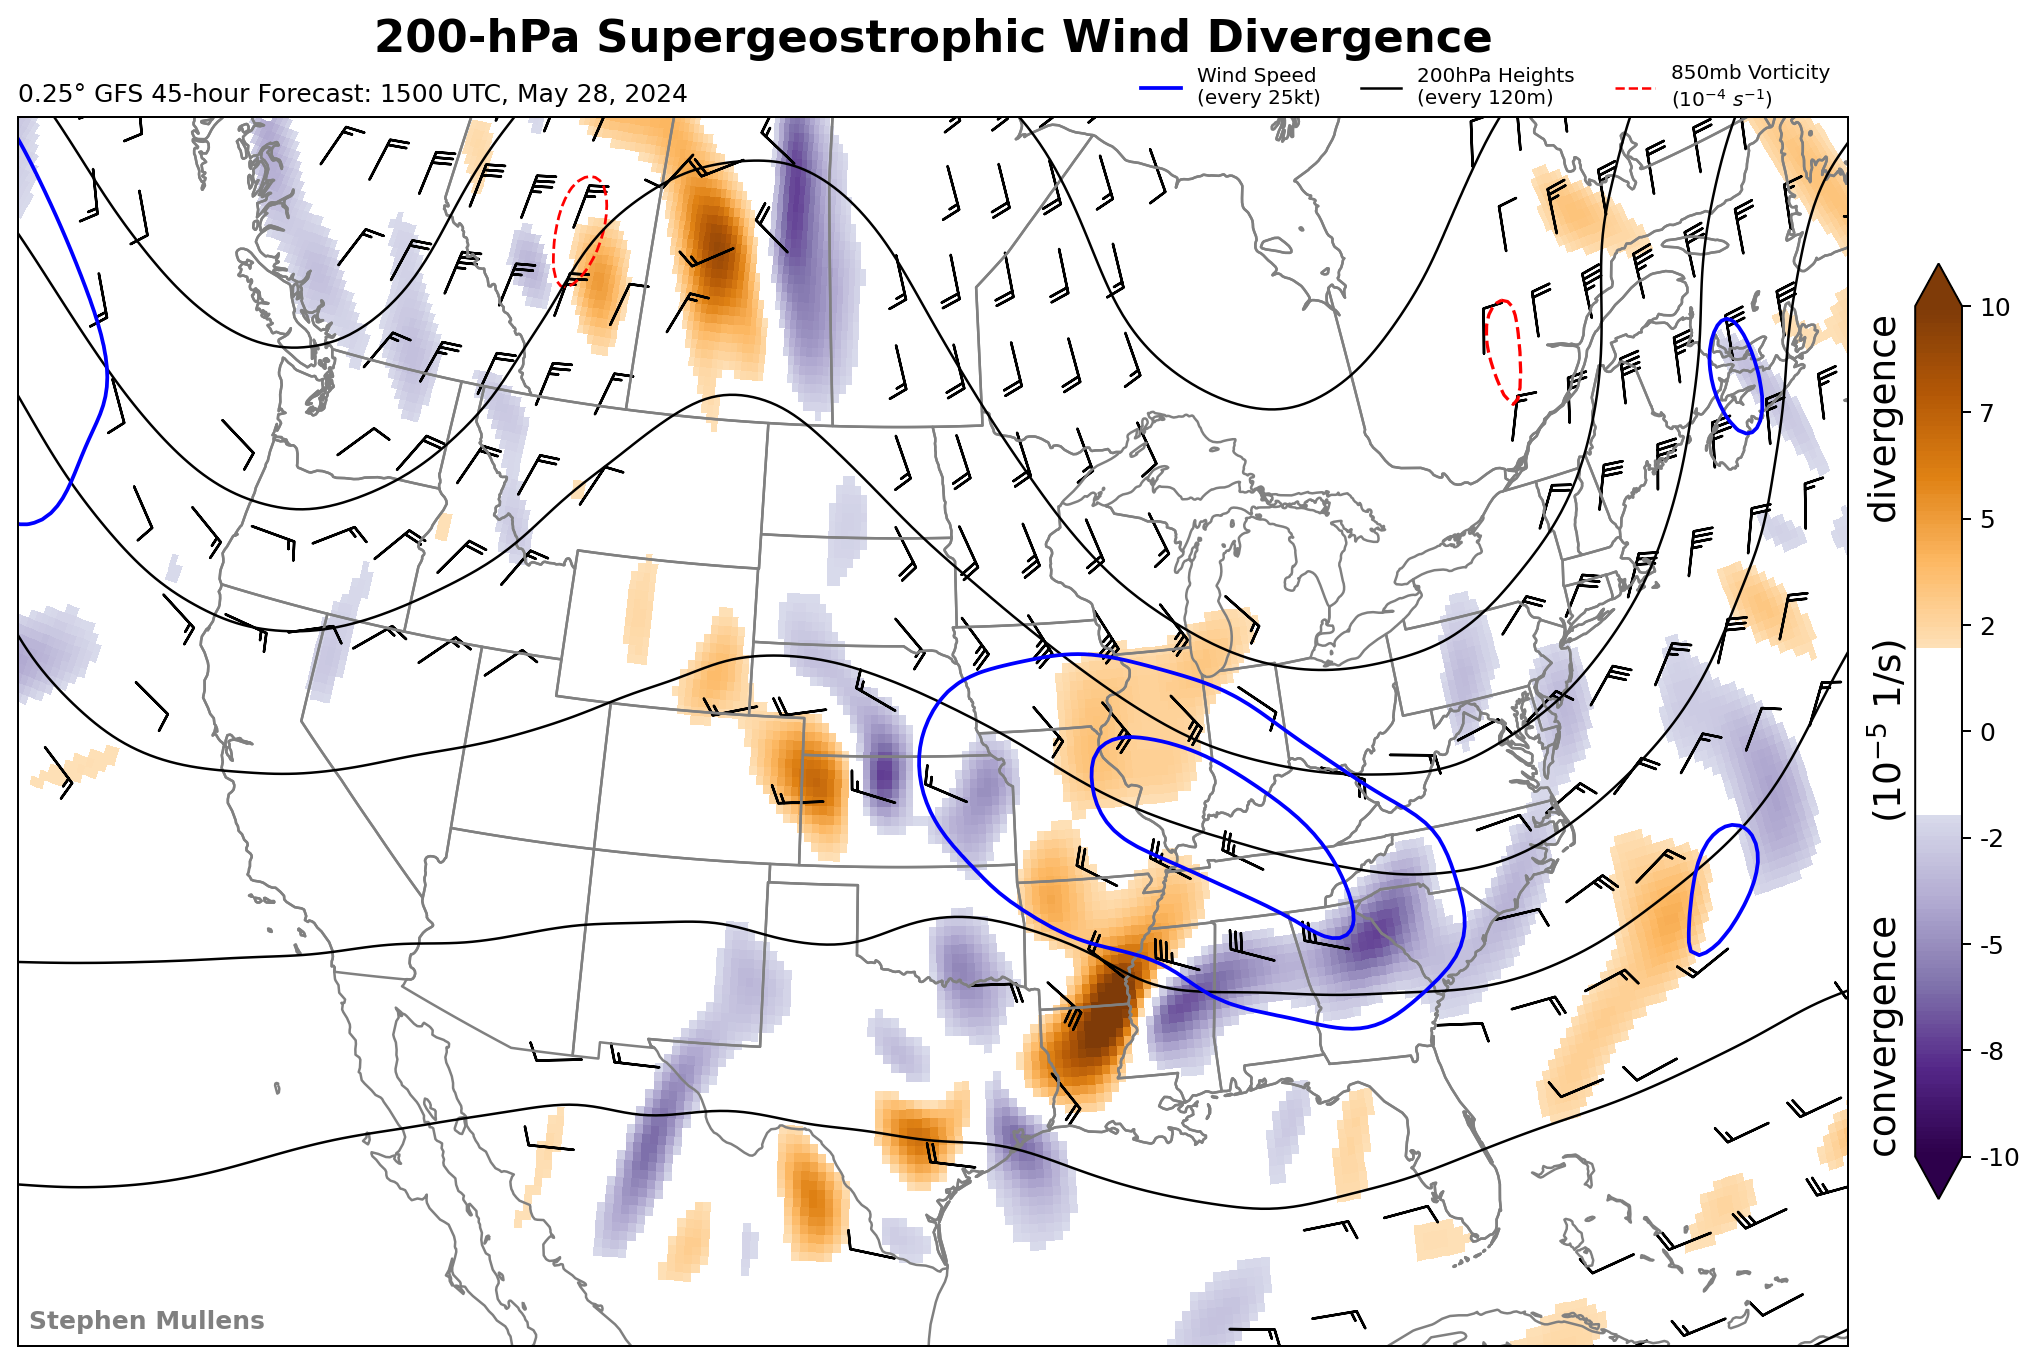 200-hPa Supergeostrophic Wind Divergence
0.25° GFS 45-hour Forecast: 1500 UTC, May 28, 2024
Wind Speed
(every 25kt)
200hPa Heights
(every 120m)
850mb Vorticity
(10⁻⁴ s⁻¹)
convergence (10⁻⁵ 1/s) divergence
10
7
5
2
0
-2
-5
-8
-10
Stephen Mullens